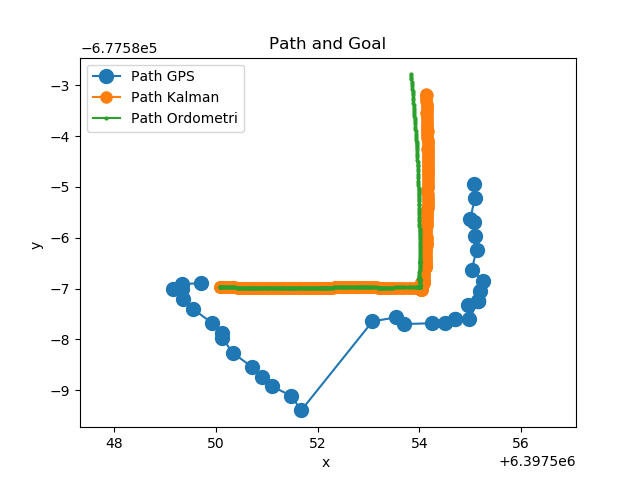 Path and Goal
−6.7758e5
Path GPS
Path Kalman
Path Ordometri
−3
−4
−5
−6
−7
−8
−9
y
48 50 52 54 56
x
+6.3975e6